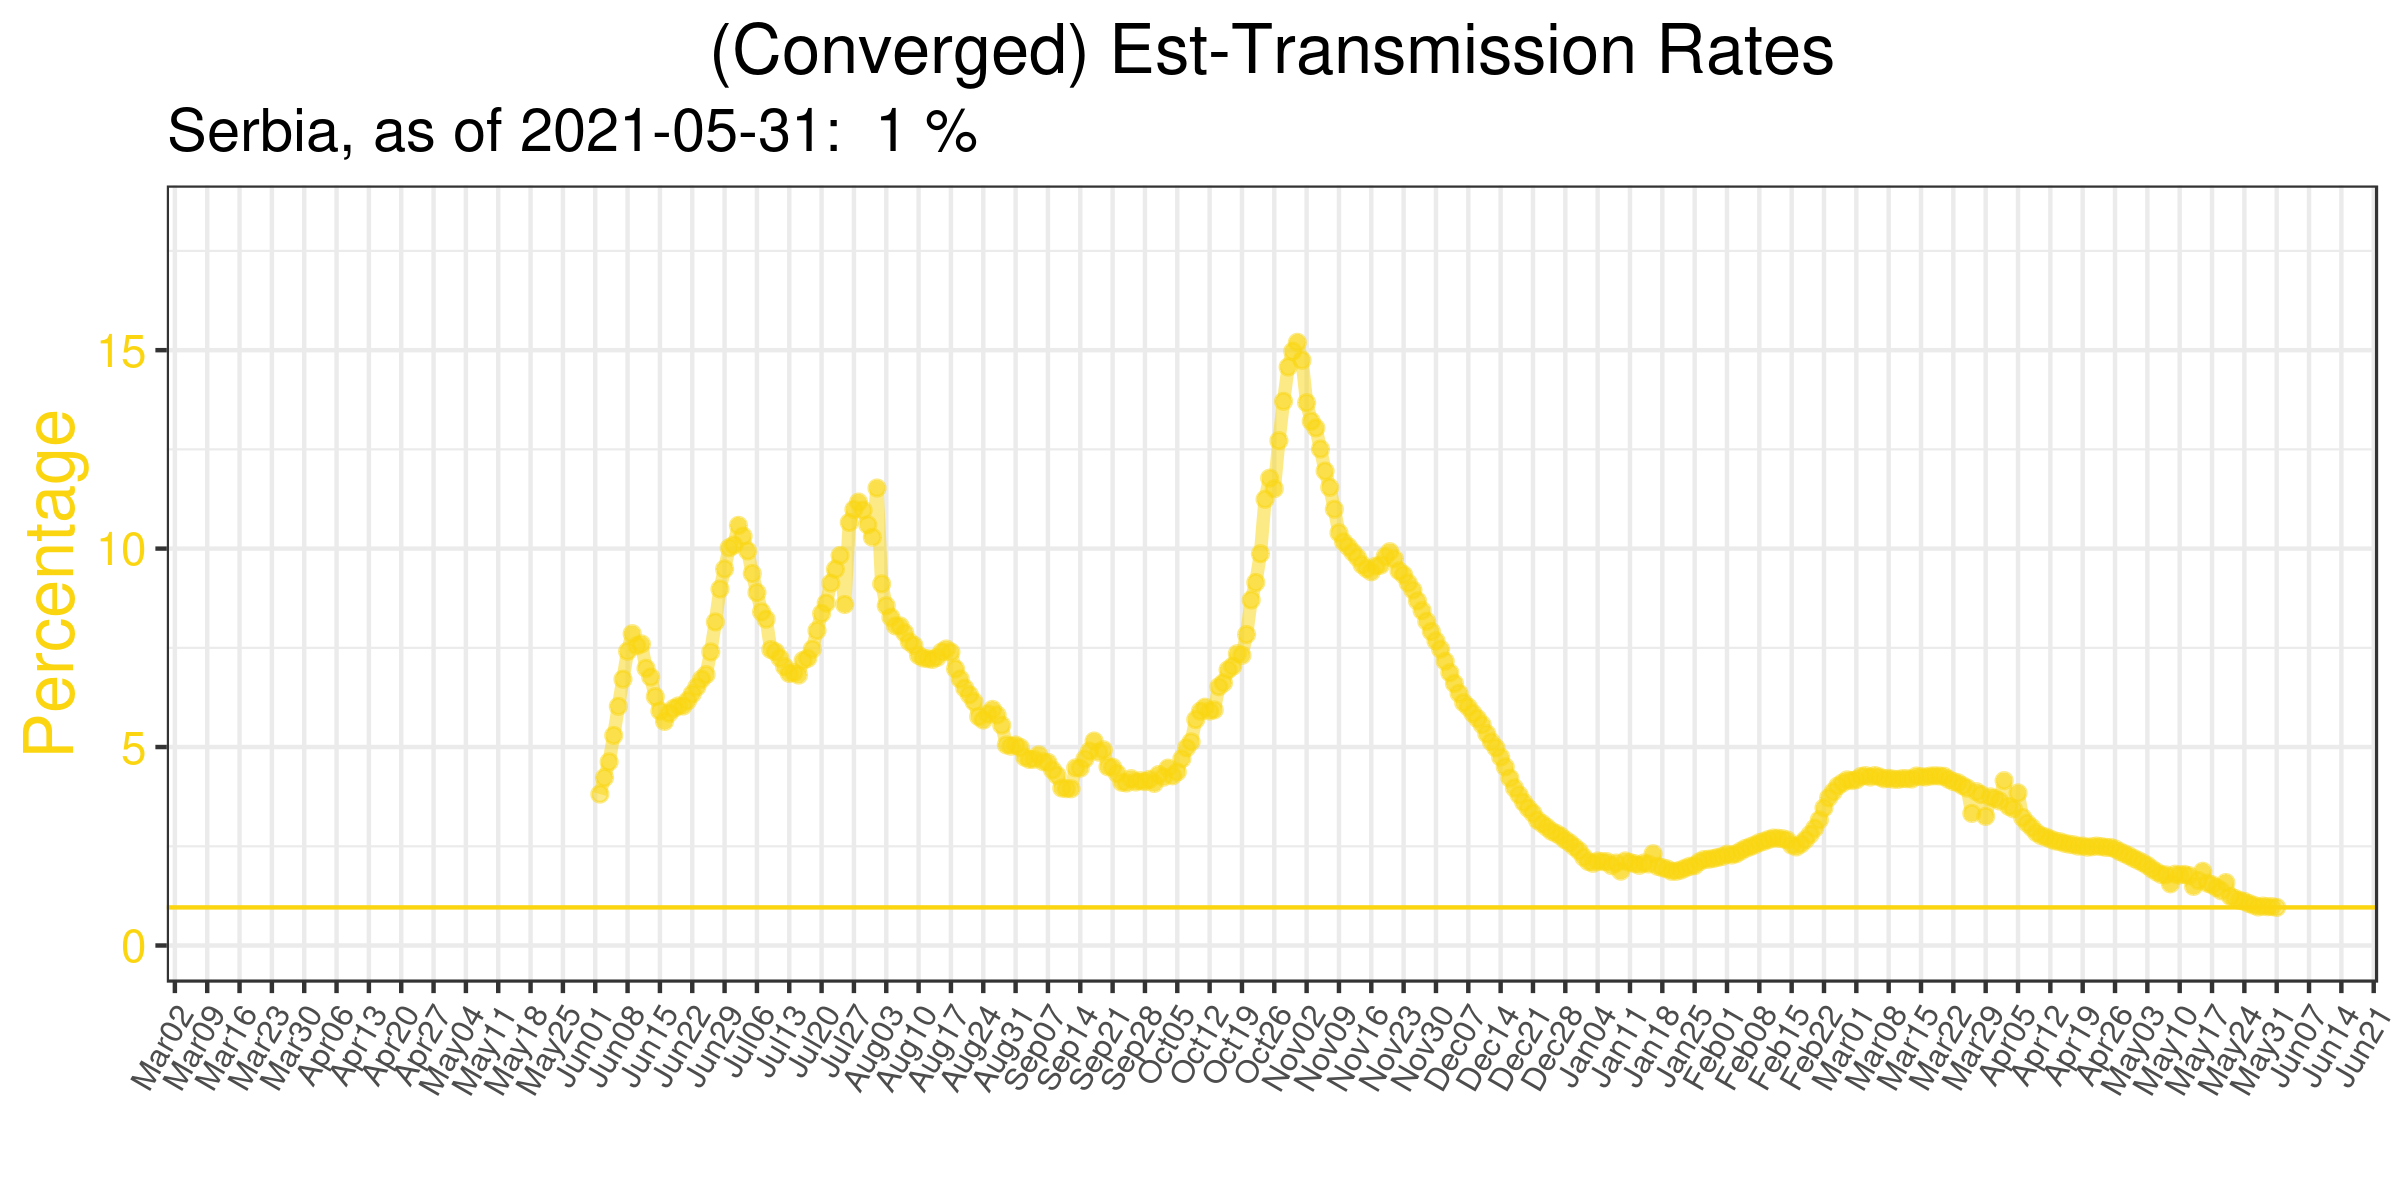 (Converged) Est-Transmission Rates
Serbia, as of 2021-05-31:  1 %
Percentage
15
10
5
0
Mar02
Mar09
Mar16
Mar23
Mar30
Apr06
Apr13
Apr20
Apr27
May04
May11
May18
May25
Jun01
Jun08
Jun15
Jun22
Jun29
Jul06
Jul13
Jul20
Jul27
Aug03
Aug10
Aug17
Aug24
Aug31
Sep07
Sep14
Sep21
Sep28
Oct05
Oct12
Oct19
Oct26
Nov02
Nov09
Nov16
Nov23
Nov30
Dec07
Dec14
Dec21
Dec28
Jan04
Jan11
Jan18
Jan25
Feb01
Feb08
Feb15
Feb22
Mar01
Mar08
Mar15
Mar22
Mar29
Apr05
Apr12
Apr19
Apr26
May03
May10
May17
May24
May31
Jun07
Jun14
Jun21